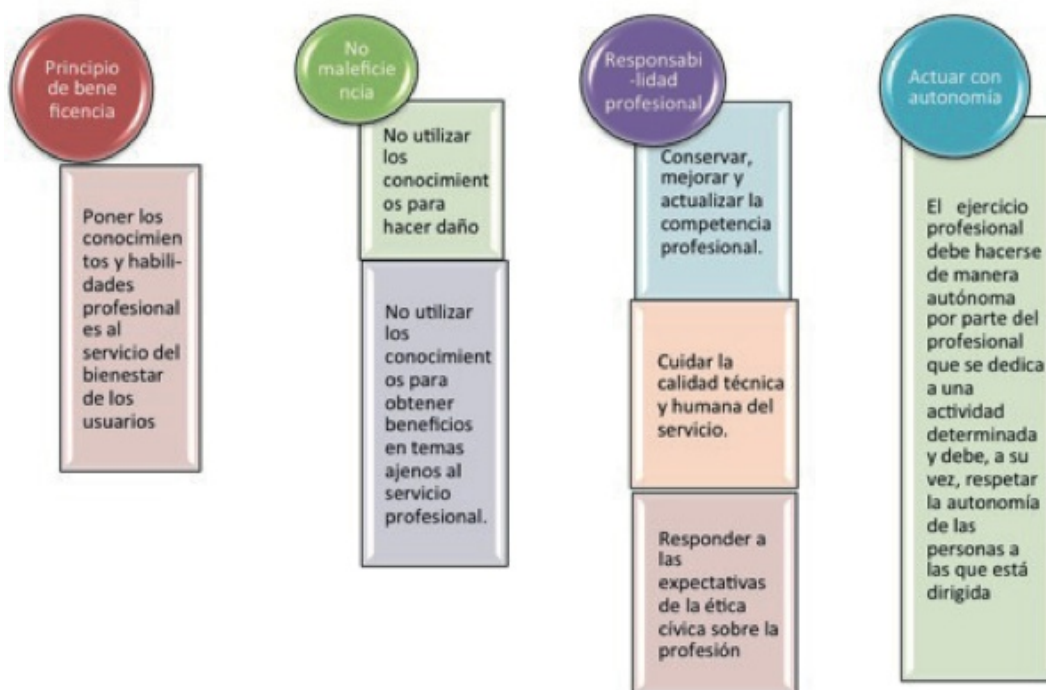 Principio
de bene
ficencia
Poner los
conocimien
tos y habili-
dades
profesional
es al
servicio del
bienestar
de los
usuarios
No
maleficie
ncia
No utilizar
los
conocimient
os para
hacer daño
No utilizar
los
conocimient
os para
obtener
beneficios
en temas
ajenos al
servicio
profesional.
Responsabi
-lidad
profesional
Conservar,
mejorar y
actualizar la
competencia
profesional.
Cuidar la
calidad técnica
y humana del
servicio.
Responder a
las
expectativas
de la ética
cívica sobre la
profesión
Actuar con
autonomía
El ejercicio
profesional
debe hacerse
de manera
autónoma
por parte del
profesional
que se dedica
a una
actividad
determinada
y debe, a su
vez, respetar
la autonomía
de las
personas a
las que está
dirigida